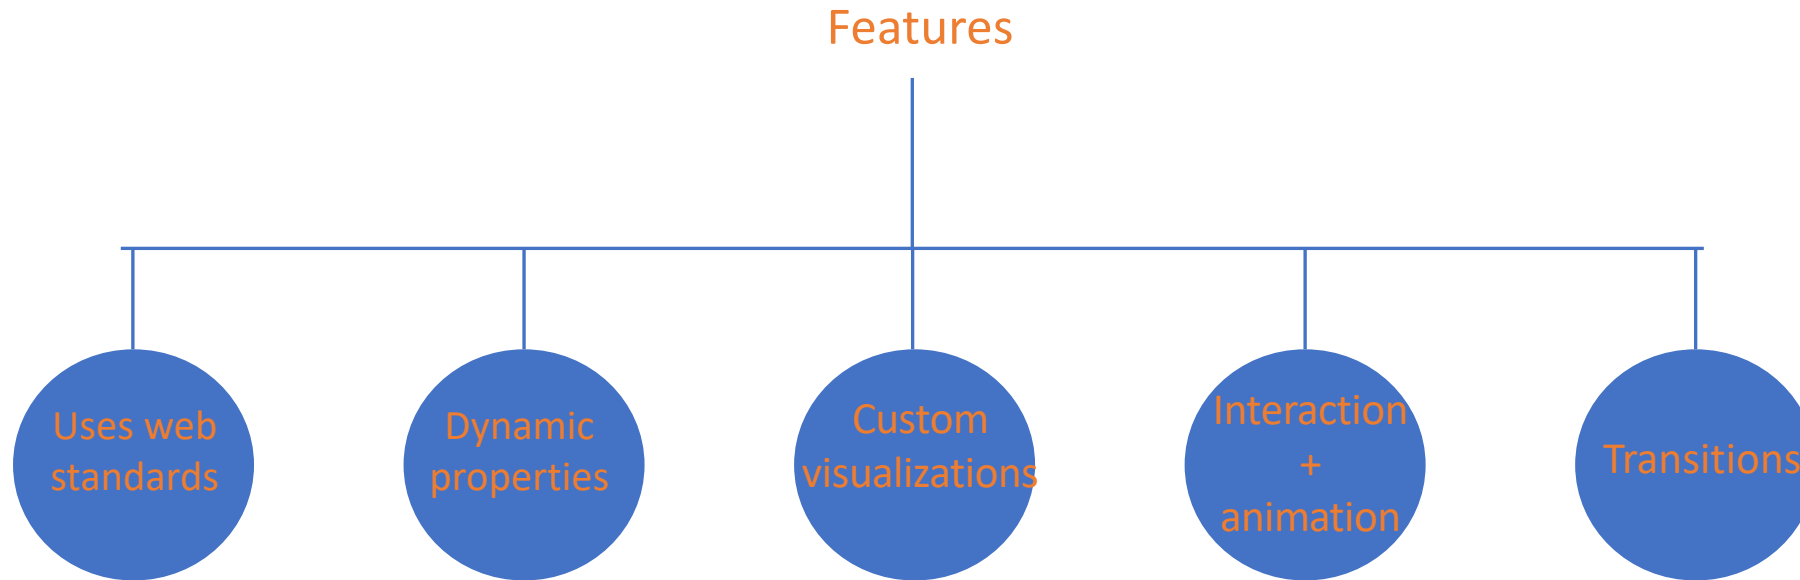 Features
Uses web
standards
Dynamic
properties
Custom
visualizations
Interaction
+
animation
Transitions